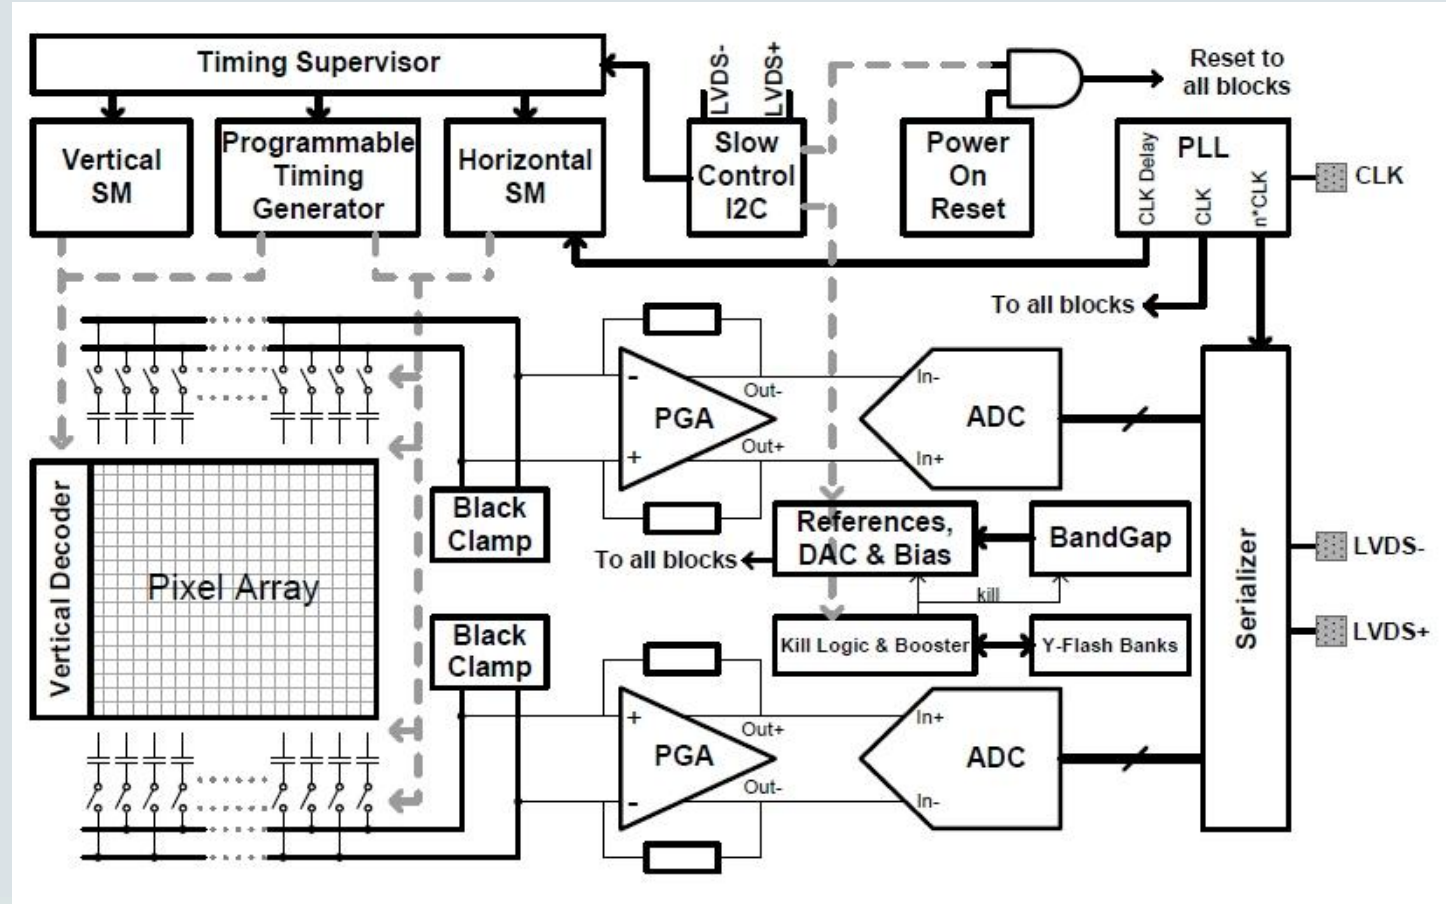 Timing Supervisor
LVDS-
LVDS+
Reset to
all blocks
Vertical
SM
Programmable
Timing
Generator
Horizontal
SM
Slow
Control
I2C
Power
On
Reset
PLL
CLK Delay
CLK
n*CLK
CLK
To all blocks
-
PGA
+
Out-
Out+
In-
ADC
In+
Black
Clamp
References,
DAC & Bias
BandGap
To all blocks
kill
Vertical Decoder
Pixel Array
Serializer
LVDS-
LVDS+
Black
Clamp
Kill Logic & Booster
Y-Flash Banks
+
PGA
-
Out+
Out-
In+
ADC
In-